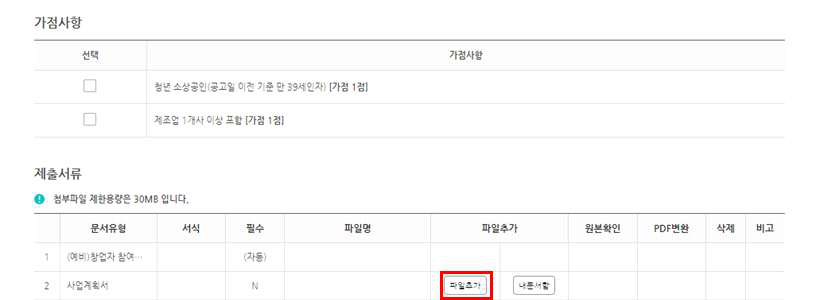 가점사항
선택 가점사항
청년 소상공인(공고일 이전 기준 만 39세인자) [가점 1점]
제조업 1개사 이상 포함 [가점 1점]
제출서류
첨부파일 제한용량은 30MB 입니다.
문서유형 서식 필수 파일명 파일추가 원본확인 PDF변환 삭제 비고
1 (예비)창업자 참여… (자동)
2 사업계획서 N 파일추가 내문서함